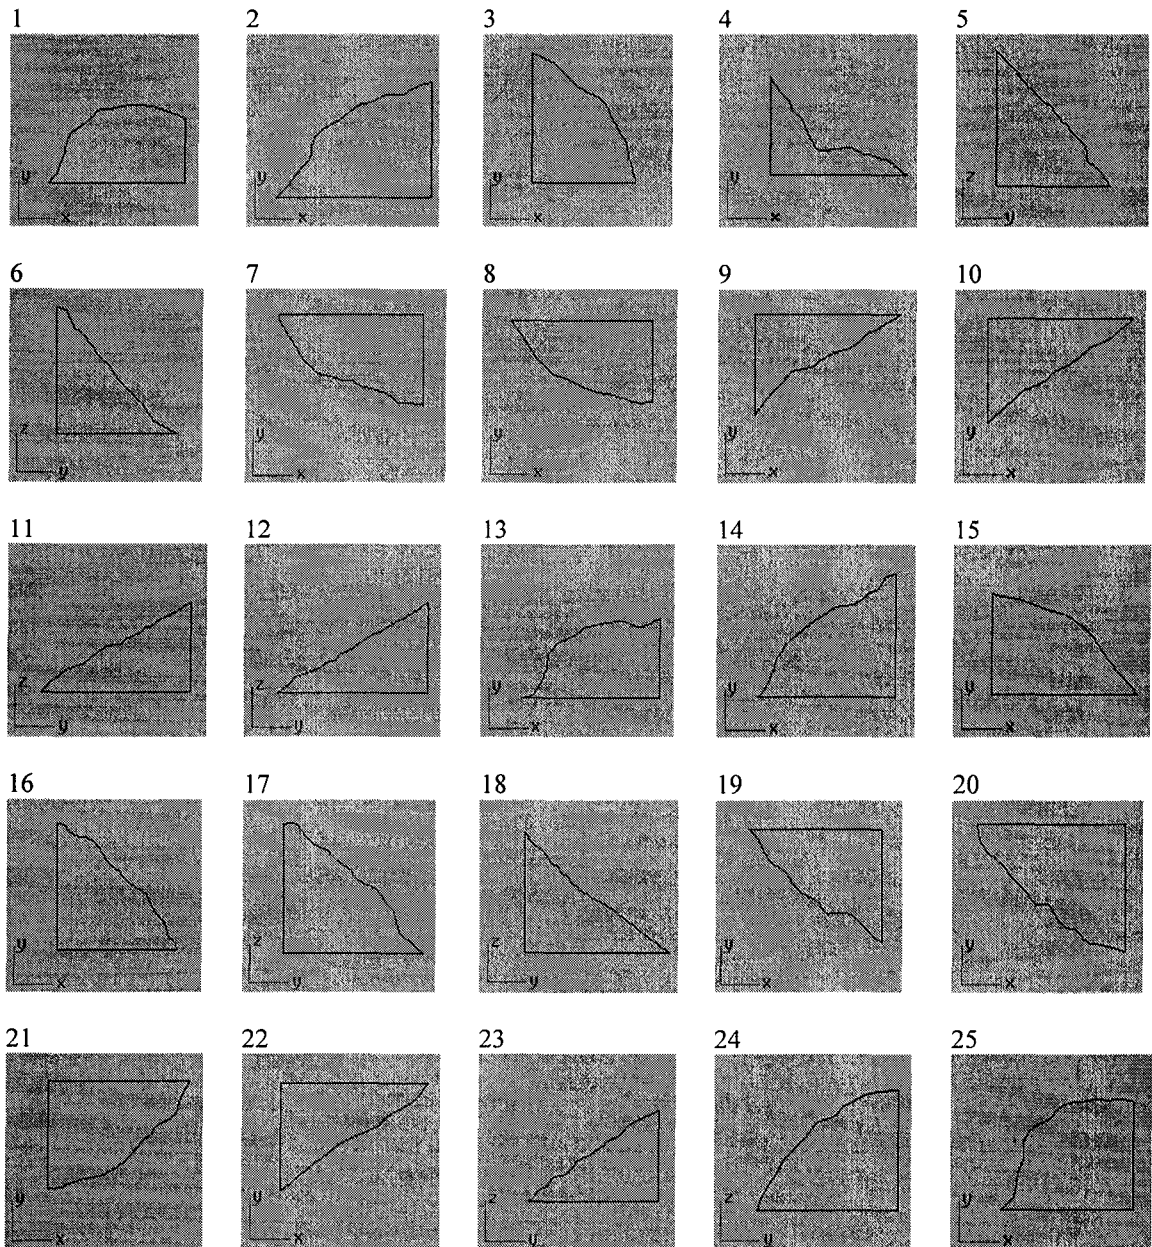 1 2 3 4 5
y x y x y x y x z y
6 7 8 9 10
z y y x y x y x y x
11 12 13 14 15
z y z y y x y x y x
16 17 18 19 20
y x z y z y y x y x
21 22 23 24 25
y x y x z y z y y x